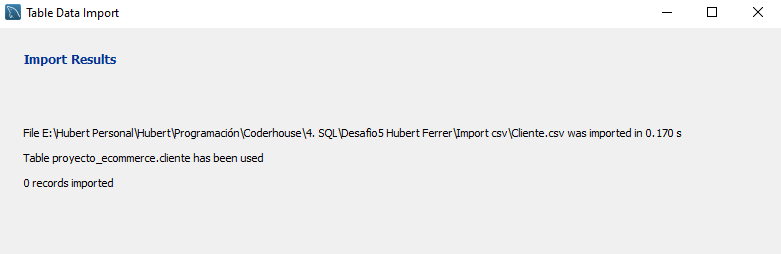 Table Data Import
Import Results
File E:\Hubert Personal\Hubert\Programación\Coderhouse\4. SQL\Desafio5 Hubert Ferrer\Import csv\Cliente.csv was imported in 0.170 s
Table proyecto_ecommerce.cliente has been used
0 records imported